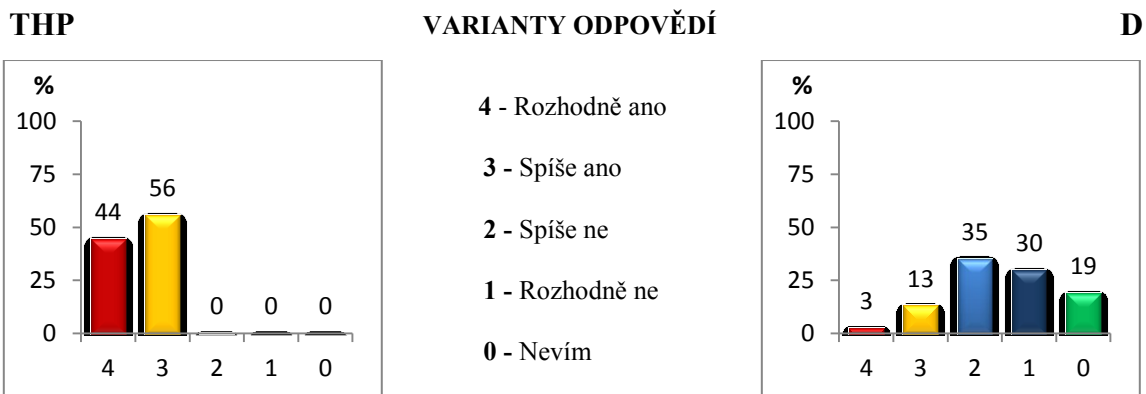 THP
VARIANTY ODPOVĚDÍ
D
%
100
75
50
25
0
44
56
0
0
0
4 3 2 1 0
4 - Rozhodně ano
3 - Spíše ano
2 - Spíše ne
1 - Rozhodně ne
0 - Nevím
%
100
75
50
25
0
3
13
35
30
19
4 3 2 1 0